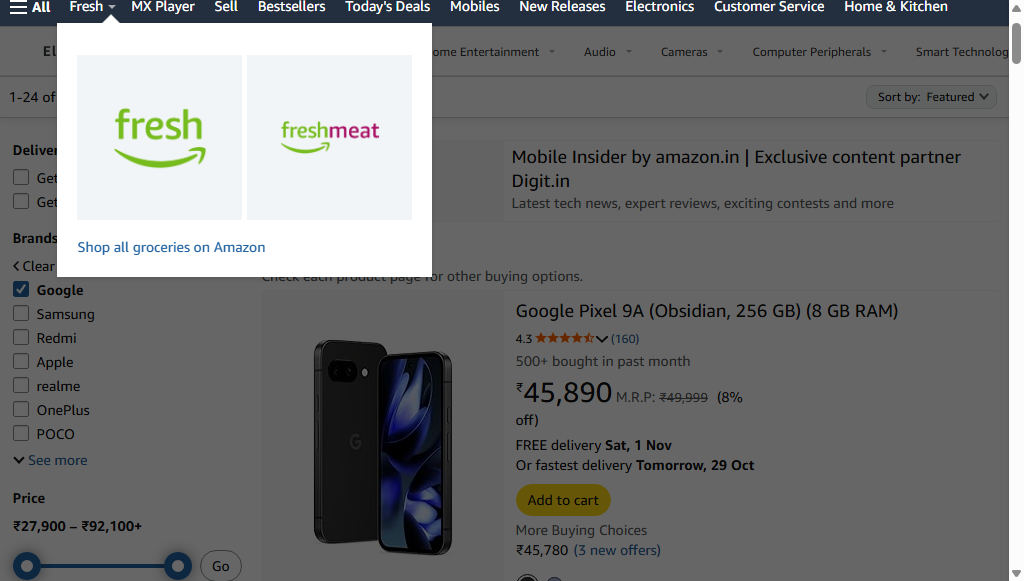 All Fresh MX Player Sell Bestsellers Today's Deals Mobiles New Releases Electronics Customer Service Home & Kitchen
El ome Entertainment Audio Cameras Computer Peripherals Smart Technolog
1-24 of
Sort by: Featured
fresh
freshmeat
Shop all groceries on Amazon
Mobile Insider by amazon.in | Exclusive content partner
Digit.in
Latest tech news, expert reviews, exciting contests and more
Deliver
Get
Get
Brands
Clear
Google
Samsung
Redmi
Apple
realme
OnePlus
POCO
See more
Price
₹27,900 – ₹92,100+
Go
Check each product page for other buying options.
G
Google Pixel 9A (Obsidian, 256 GB) (8 GB RAM)
4.3 (160)
500+ bought in past month
₹45,890 M.R.P: ₹49,999 (8%
off)
FREE delivery Sat, 1 Nov
Or fastest delivery Tomorrow, 29 Oct
Add to cart
More Buying Choices
₹45,780 (3 new offers)